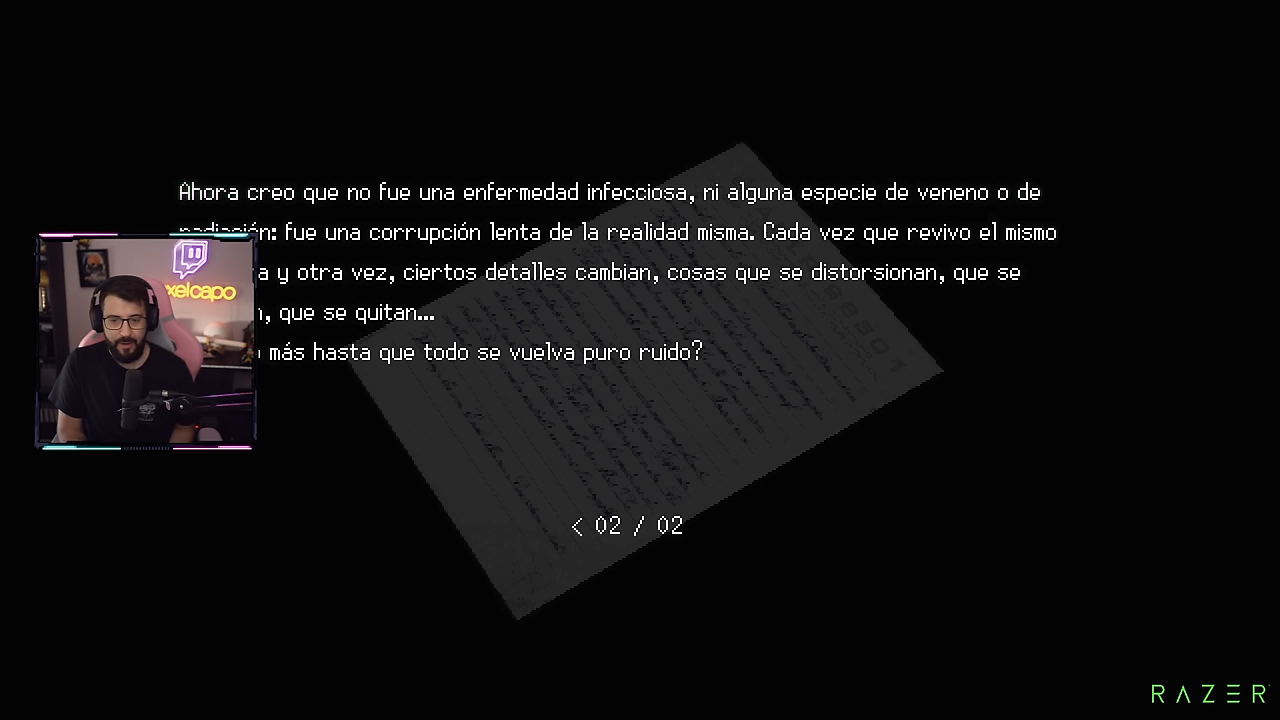 Ahora creo que no fue una enfermedad infecciosa, ni alguna especie de veneno o de
radiación: fue una corrupción lenta de la realidad misma. Cada vez que revivo el mismo
a y otra vez, ciertos detalles cambian, cosas que se distorsionan, que se
n, que se quitan...
más hasta que todo se vuelva puro ruido?
xelcapo
< 02 / 02
RAZER